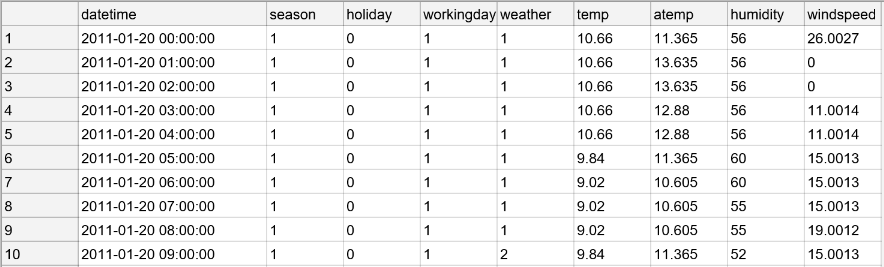 datetime season holiday workingday weather temp atemp humidity windspeed
1 2011-01-20 00:00:00 1 0 1 1 10.66 11.365 56 26.0027
2 2011-01-20 01:00:00 1 0 1 1 10.66 13.635 56 0
3 2011-01-20 02:00:00 1 0 1 1 10.66 13.635 56 0
4 2011-01-20 03:00:00 1 0 1 1 10.66 12.88 56 11.0014
5 2011-01-20 04:00:00 1 0 1 1 10.66 12.88 56 11.0014
6 2011-01-20 05:00:00 1 0 1 1 9.84 11.365 60 15.0013
7 2011-01-20 06:00:00 1 0 1 1 9.02 10.605 60 15.0013
8 2011-01-20 07:00:00 1 0 1 1 9.02 10.605 55 15.0013
9 2011-01-20 08:00:00 1 0 1 1 9.02 10.605 55 19.0012
10 2011-01-20 09:00:00 1 0 1 2 9.84 11.365 52 15.0013